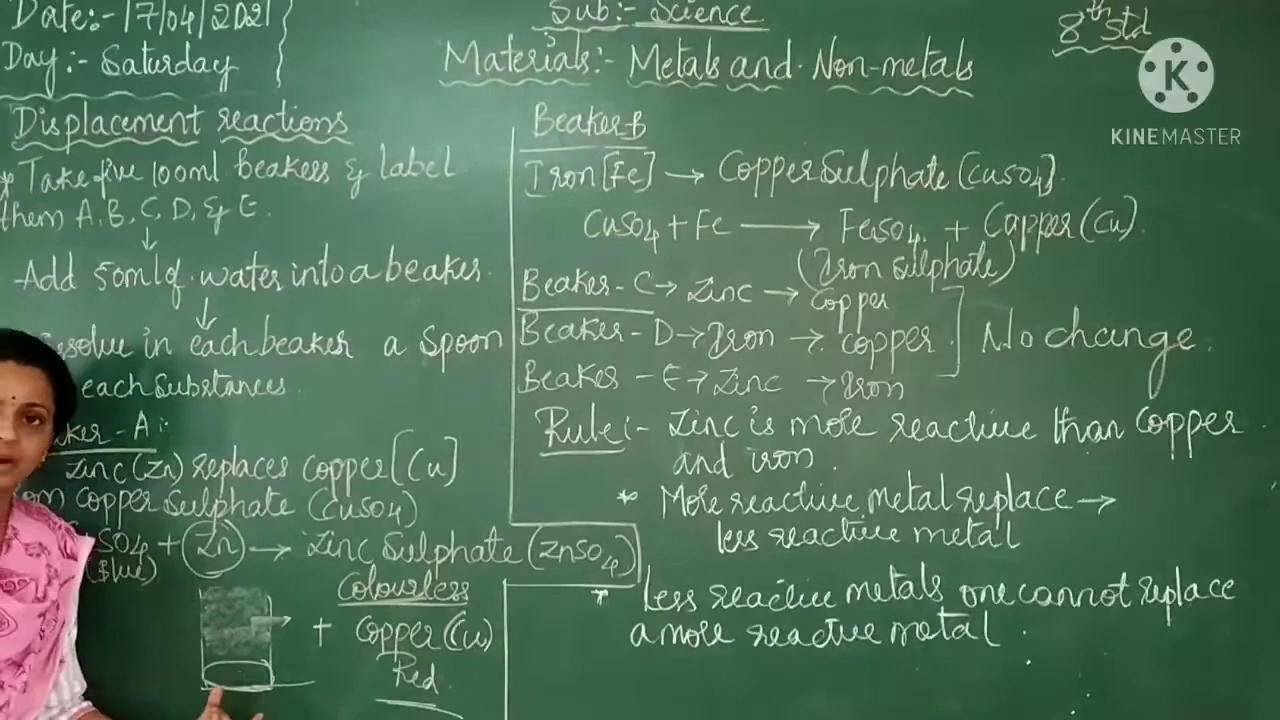 Date:- 17/04/2021
Day:- Saturday
Sub:- Science
8th std
Materials:- Metals and Non-metals
Displacement reactions
* Take five 100ml beakers & label
them A, B, C, D, & E.
↓
Add 50ml of water into a beaker.
↓
in each beaker a spoon
each substances.
A:-
Zinc (Zn) replaces copper [Cu]
copper sulphate (CuSO4)
SO4 + (Zn) → Zinc Sulphate (ZnSO4)
(Blue)
Colourless
+ Copper (Cu)
Red
Beaker-B
Iron [Fe] → Copper Sulphate [CuSO4].
CuSO4 + Fe → FeSO4 + Copper (Cu)
(Iron sulphate)
Beaker - C → Zinc → Copper
Beaker - D → Iron → copper
Beaker - E → Zinc → Iron
] No change.
Rule:- Zinc is more reactive than copper
and iron.
* More reactive metal replace →
less reactive metal
* Less reactive metals one cannot replace
a more reactive metal.
K
KINEMASTER